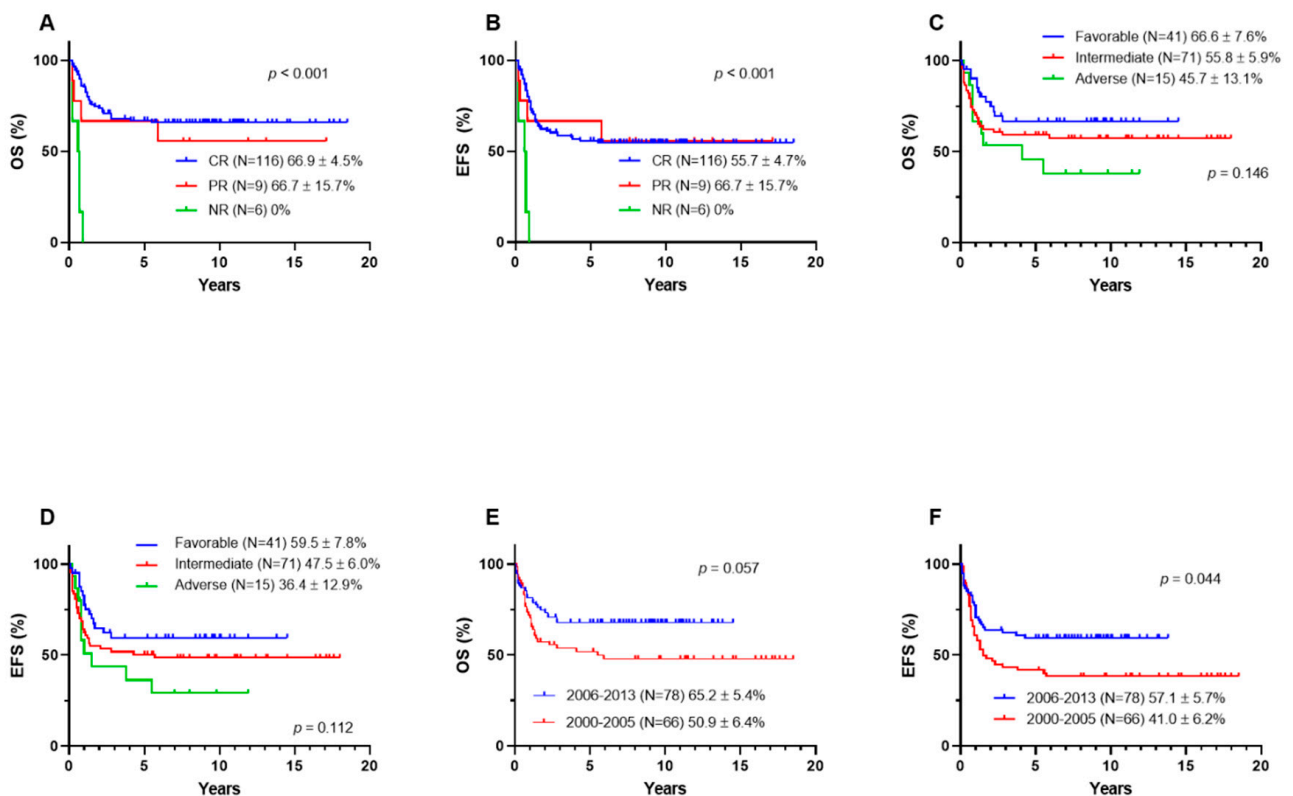 A
OS (%)
100
50
0
p < 0.001
CR (N=116) 66.9 ± 4.5%
PR (N=9) 66.7 ± 15.7%
NR (N=6) 0%
0 5 10 15 20
Years
B
EFS (%)
100
50
0
p < 0.001
CR (N=116) 55.7 ± 4.7%
PR (N=9) 66.7 ± 15.7%
NR (N=6) 0%
0 5 10 15 20
Years
C
Favorable (N=41) 66.6 ± 7.6%
Intermediate (N=71) 55.8 ± 5.9%
Adverse (N=15) 45.7 ± 13.1%
OS (%)
100
50
0
p = 0.146
0 5 10 15 20
Years
D
Favorable (N=41) 59.5 ± 7.8%
Intermediate (N=71) 47.5 ± 6.0%
Adverse (N=15) 36.4 ± 12.9%
EFS (%)
100
50
0
p = 0.112
0 5 10 15 20
Years
E
OS (%)
100
50
0
p = 0.057
2006-2013 (N=78) 65.2 ± 5.4%
2000-2005 (N=66) 50.9 ± 6.4%
0 5 10 15 20
Years
F
EFS (%)
100
50
0
p = 0.044
2006-2013 (N=78) 57.1 ± 5.7%
2000-2005 (N=66) 41.0 ± 6.2%
0 5 10 15 20
Years